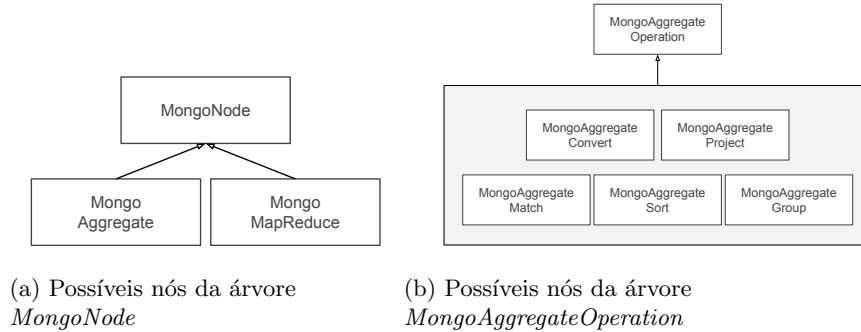 MongoNode
Mongo
Aggregate
Mongo
MapReduce
(a) Possíveis nós da árvore
MongoNode
MongoAggregate
Operation
MongoAggregate
Convert
MongoAggregate
Project
MongoAggregate
Match
MongoAggregate
Sort
MongoAggregate
Group
(b) Possíveis nós da árvore
MongoAggregateOperation